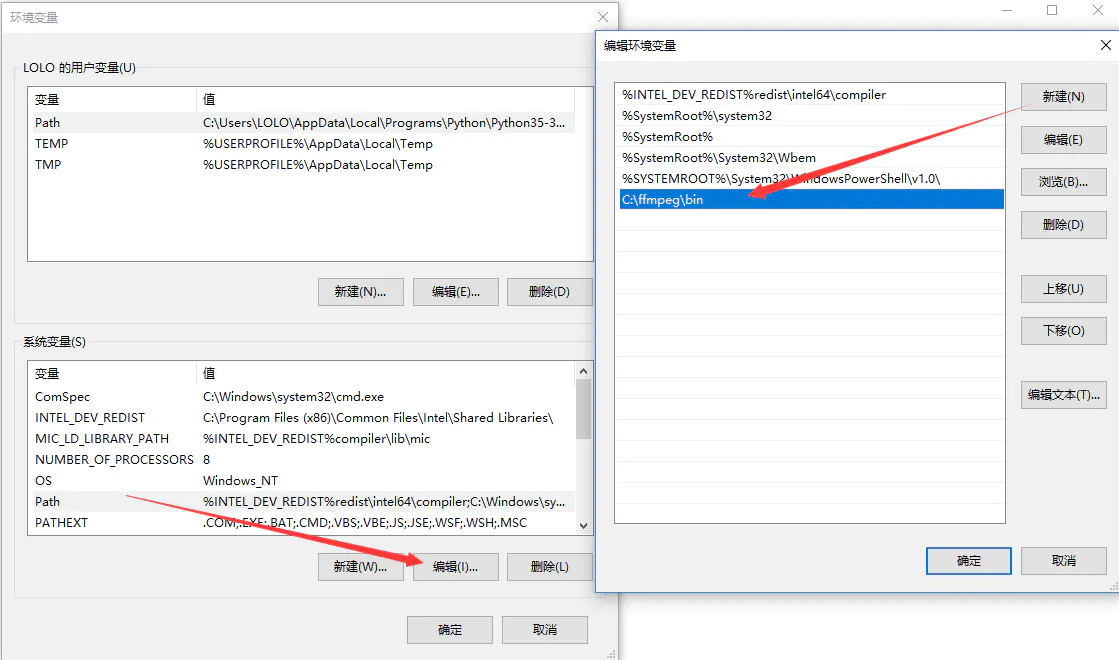 环境变量
LOLO 的用户变量(U)
变量 值
Path C:\Users\LOLO\AppData\Local\Programs\Python\Python35-3...
TEMP %USERPROFILE%\AppData\Local\Temp
TMP %USERPROFILE%\AppData\Local\Temp
新建(N)... 编辑(E)... 删除(D)
系统变量(S)
变量 值
ComSpec C:\Windows\system32\cmd.exe
INTEL_DEV_REDIST C:\Program Files (x86)\Common Files\Intel\Shared Libraries\
MIC_LD_LIBRARY_PATH %INTEL_DEV_REDIST%compiler\lib\mic
NUMBER_OF_PROCESSORS 8
OS Windows_NT
Path %INTEL_DEV_REDIST%redist\intel64\compiler;C:\Windows\sy...
PATHEXT .COM;.EXE;.BAT;.CMD;.VBS;.VBE;.JS;.JSE;.WSF;.WSH;.MSC
新建(W)... 编辑(I)... 删除(L)
确定 取消
编辑环境变量
%INTEL_DEV_REDIST%redist\intel64\compiler
%SystemRoot%\system32
%SystemRoot%
%SystemRoot%\System32\Wbem
%SYSTEMROOT%\System32\WindowsPowerShell\v1.0\
C:\ffmpeg\bin
新建(N)
编辑(E)
浏览(B)...
删除(D)
上移(U)
下移(O)
编辑文本(T)...
确定 取消